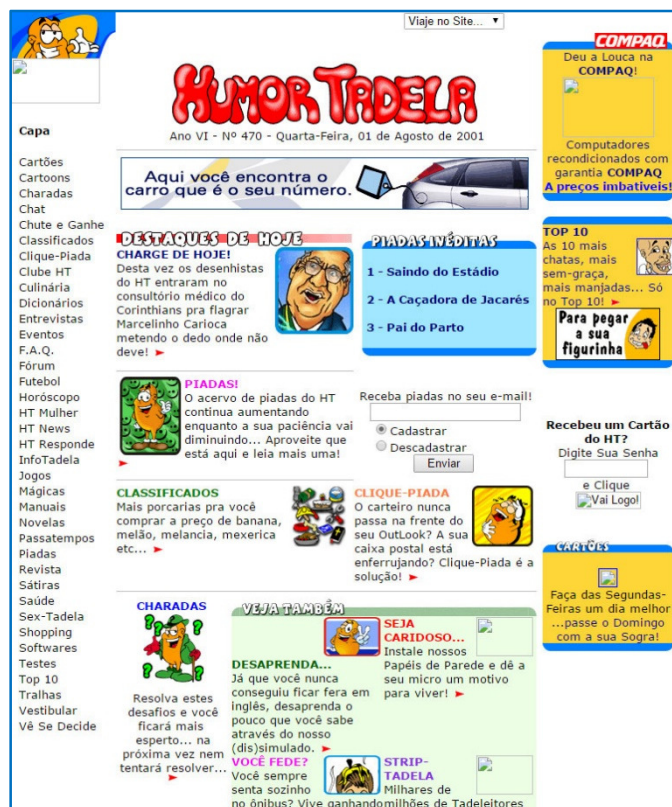 Viaje no Site...
HUMOR TADELA
Ano VI - Nº 470 - Quarta-Feira, 01 de Agosto de 2001
Aqui você encontra o
carro que é o seu número.
Capa
Cartões
Cartoons
Charadas
Chat
Chute e Ganhe
Classificados
Clique-Piada
Clube HT
Culinária
Dicionários
Entrevistas
Eventos
F.A.Q.
Fórum
Futebol
Horóscopo
HT Mulher
HT News
HT Responde
InfoTadela
Jogos
Mágicas
Manuais
Novelas
Passatempos
Piadas
Revista
Sátiras
Saúde
Sex-Tadela
Shopping
Softwares
Testes
Top 10
Tralhas
Vestibular
Vê Se Decide
DESTAQUES DE HOJE
CHARGE DE HOJE!
Desta vez os desenhistas
do HT entraram no
consultório médico do
Corinthians pra flagrar
Marcelinho Carioca
metendo o dedo onde não
deve!
PIADAS!
O acervo de piadas do HT
continua aumentando
enquanto a sua paciência vai
diminuindo... Aproveite que
está aqui e leia mais uma!
CLASSIFICADOS
Mais porcarias pra você
comprar a preço de banana,
melão, melancia, mexerica
etc...
PIADAS INÉDITAS
1 - Saindo do Estádio
2 - A Caçadora de Jacarés
3 - Pai do Parto
Receba piadas no seu e-mail!
Cadastrar
Descadastrar
Enviar
CLIQUE-PIADA
O carteiro nunca
passa na frente do
seu OutLook? A sua
caixa postal está
enferrujando? Clique-Piada é a
solução!
CHARADAS
Resolva estes
desafios e você
ficará mais
esperto... na
próxima vez nem
tentará resolver...
VEJA TAMBÉM
DESAPRENDA...
Já que você nunca
conseguiu ficar fera em
inglês, desaprenda o
pouco que você sabe
através do nosso
(dis)simulado.
SEJA
CARIDOSO...
Instale nossos
Papéis de Parede e dê a
seu micro um motivo
para viver!
VOCÊ FEDE?
Você sempre
senta sozinho
no ônibus? Vive ganhando
STRIP-
TADELA
Milhares de
milhões de Tadeleitores
COMPAQ
Deu a Louca na
COMPAQ!
Computadores
recondicionados com
garantia COMPAQ
A preços imbatíveis!
TOP 10
As 10 mais
chatas, mais
sem-graça,
mais manjadas... Só
no Top 10!
Para pegar
a sua
figurinha
Recebeu um Cartão
do HT?
Digite Sua Senha
e Clique
Vai Logo!
CARTÕES
Faça das Segundas-
Feiras um dia melhor
...passe o Domingo
com a sua Sogra!